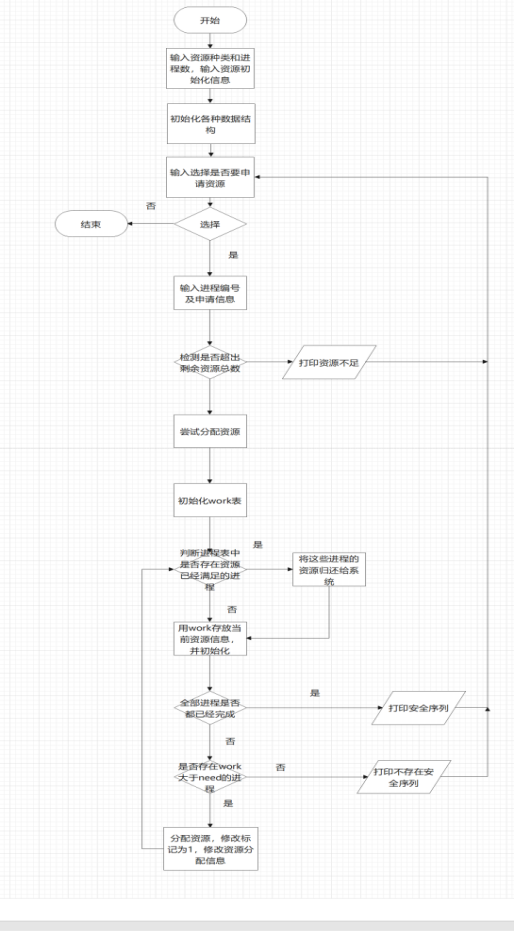 开始
输入资源种类和进
程数，输入资源初
始化信息
初始化各种数据结
构
输入选择是否要申
请资源
否
结束
选择
是
输入进程编号
及申请信息
检测是否超出
剩余资源总数
打印资源不足
尝试分配资源
初始化work表
是
判断进程表中
是否存在资源
已经满足的进
程
将这些进程的
资源归还给系
统
否
用work存放当
前资源信息，
并初始化
是
全部进程是否
都已经完成
打印安全序列
否
是否存在work
大于need的进
程
否
打印不存在安
全序列
是
分配资源，修改标
记为1，修改资源分
配信息